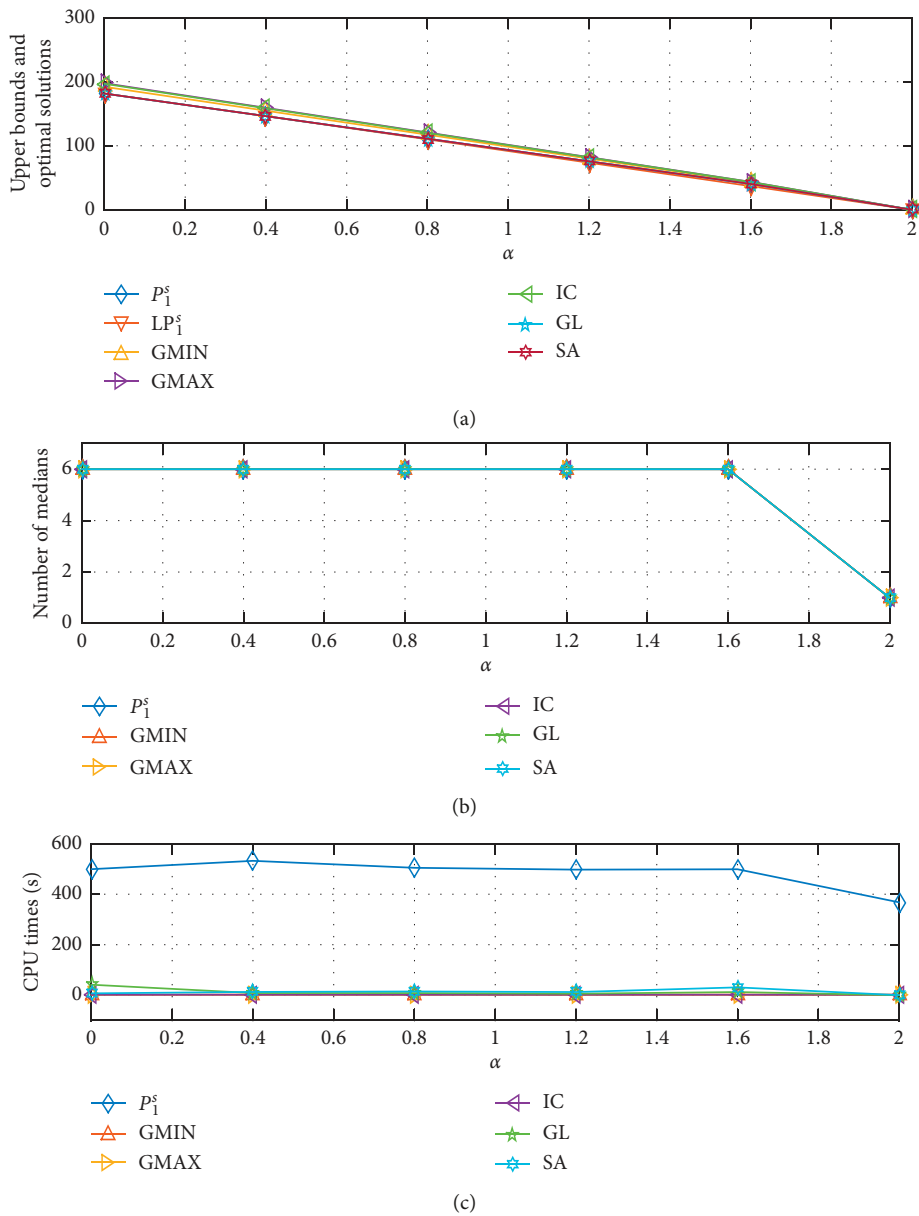 300
200
100
0
Upper bounds and
optimal solutions
0 0.2 0.4 0.6 0.8 1 1.2 1.4 1.6 1.8 2
α
P₁ˢ
LP₁ˢ
GMIN
GMAX
IC
GL
SA
(a)
6
4
2
0
Number of medians
0 0.2 0.4 0.6 0.8 1 1.2 1.4 1.6 1.8 2
α
P₁ˢ
GMIN
GMAX
IC
GL
SA
(b)
600
400
200
0
CPU times (s)
0 0.2 0.4 0.6 0.8 1 1.2 1.4 1.6 1.8 2
α
P₁ˢ
GMIN
GMAX
IC
GL
SA
(c)